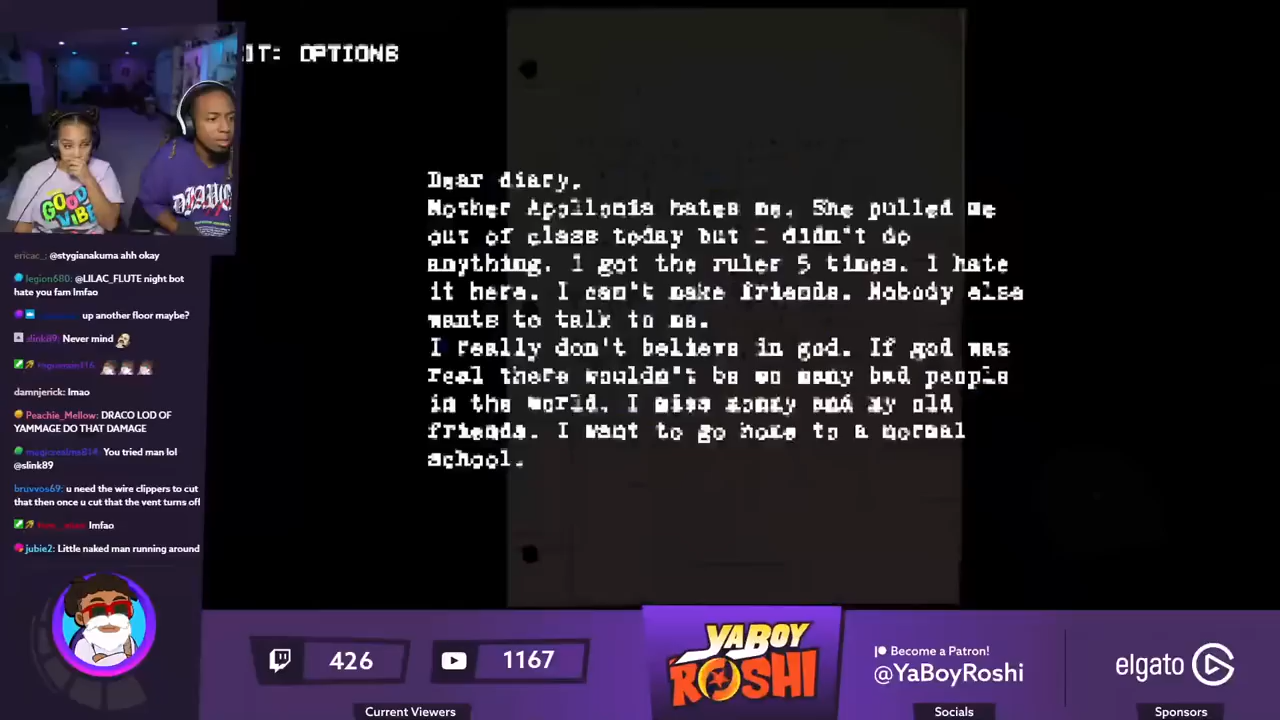 IT: OPTIONS
Dear diary,
Mother Apollonia hates me. She pulled me
out of class today but I didn't do
anything. I got the ruler 5 times. I hate
it here. I can't make friends. Nobody else
wants to talk to me.
I really don't believe in god. If god was
real there wouldn't be so many bad people
in the world. I miss mommy and my old
friends. I want to go home to a normal
school.
GOOD VIBE
ericac_: @stygianakuma ahh okay
legion680: @LILAC_FLUTE night bot
hate you fam lmfao
up another floor maybe?
slink89: Never mind
damnjerick: lmao
Peachie_Mellow: DRACO LOD OF
YAMMAGE DO THAT DAMAGE
You tried man lol
@slink89
bruvvos69: u need the wire clippers to cut
that then once u cut that the vent turns off
lmfao
jubie2: Little naked man running around
426
1167
Current Viewers
YABOY
ROSHI
Become a Patron!
@YaBoyRoshi
Socials
elgato
Sponsors